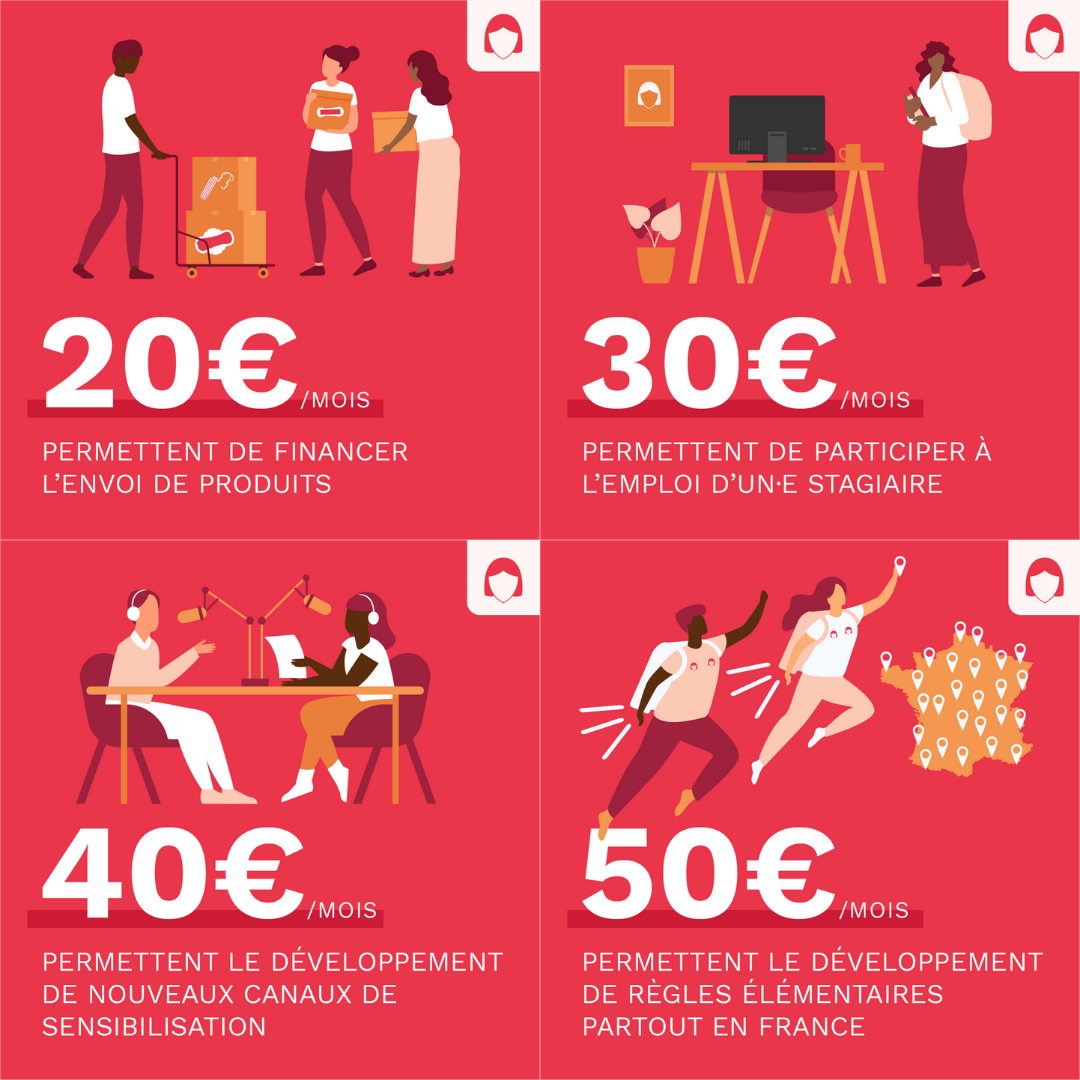 20€/MOIS
PERMETTENT DE FINANCER
L'ENVOI DE PRODUITS
30€/MOIS
PERMETTENT DE PARTICIPER À
L'EMPLOI D'UN·E STAGIAIRE
40€/MOIS
PERMETTENT LE DÉVELOPPEMENT
DE NOUVEAUX CANAUX DE
SENSIBILISATION
50€/MOIS
PERMETTENT LE DÉVELOPPEMENT
DE RÈGLES ÉLÉMENTAIRES
PARTOUT EN FRANCE